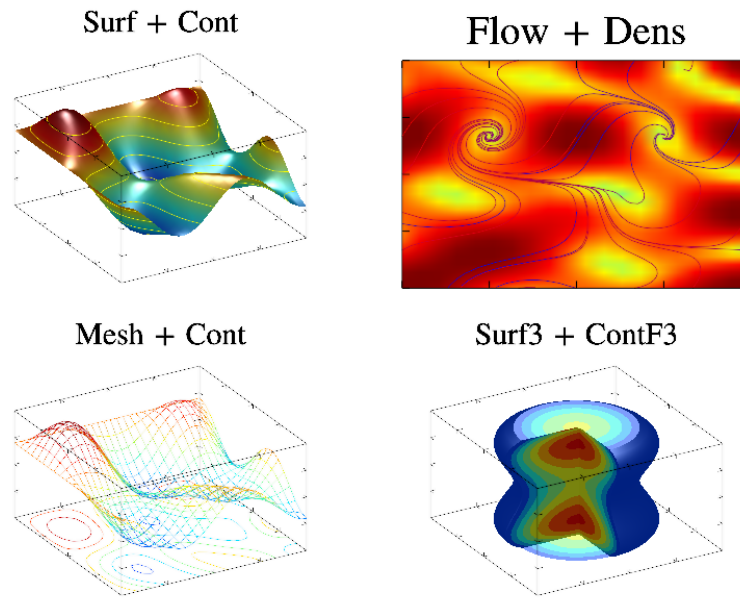 Surf + Cont
Flow + Dens
Mesh + Cont
Surf3 + ContF3